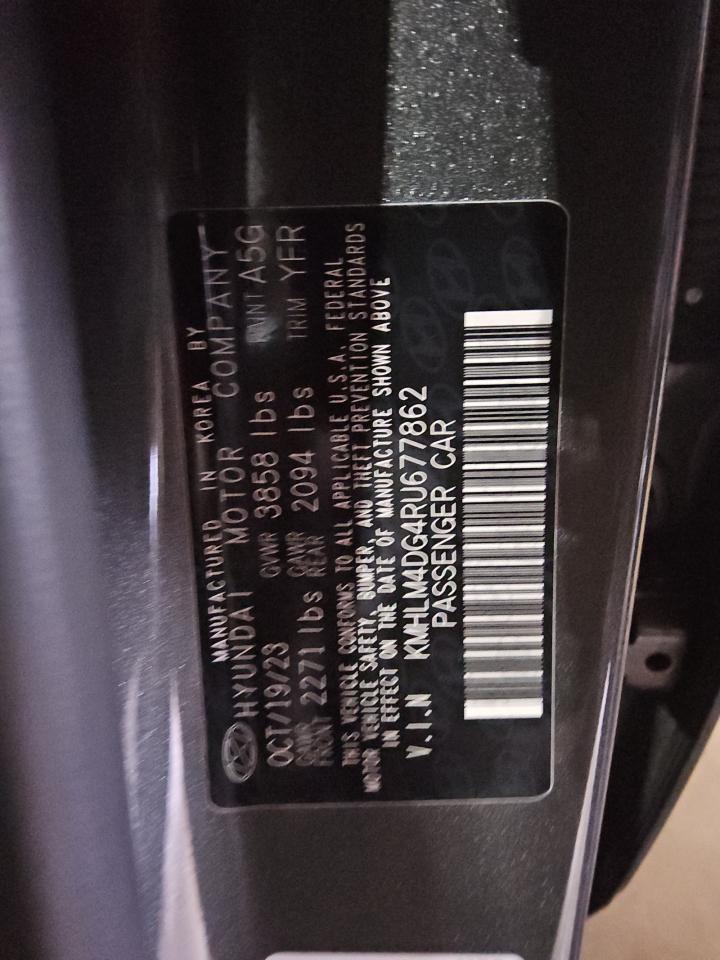 MANUFACTURED IN KOREA BY
HYUNDAI MOTOR COMPANY
OCT/19/23 GVWR 3858 lbs PVNT A5G
GAWR FRONT 2271 lbs GAWR REAR 2094 lbs TRIM YFR
THIS VEHICLE CONFORMS TO ALL APPLICABLE U.S.A. FEDERAL
MOTOR VEHICLE SAFETY, BUMPER, AND THEFT PREVENTION STANDARDS
IN EFFECT ON THE DATE OF MANUFACTURE SHOWN ABOVE
V.I.N KMHLM4DG4RU677862
PASSENGER CAR